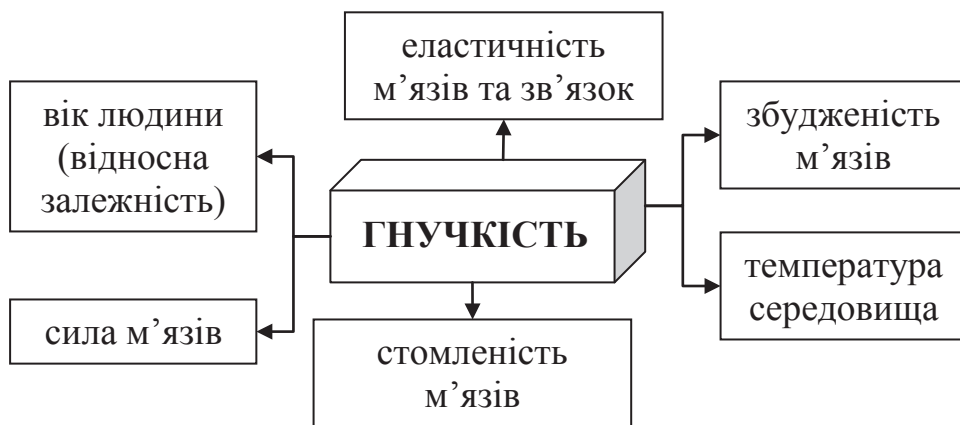 еластичність
м’язів та зв’язок
вік людини
(відносна
залежність)
збудженість
м’язів
ГНУЧКІСТЬ
температура
середовища
сила м’язів
стомленість
м’язів